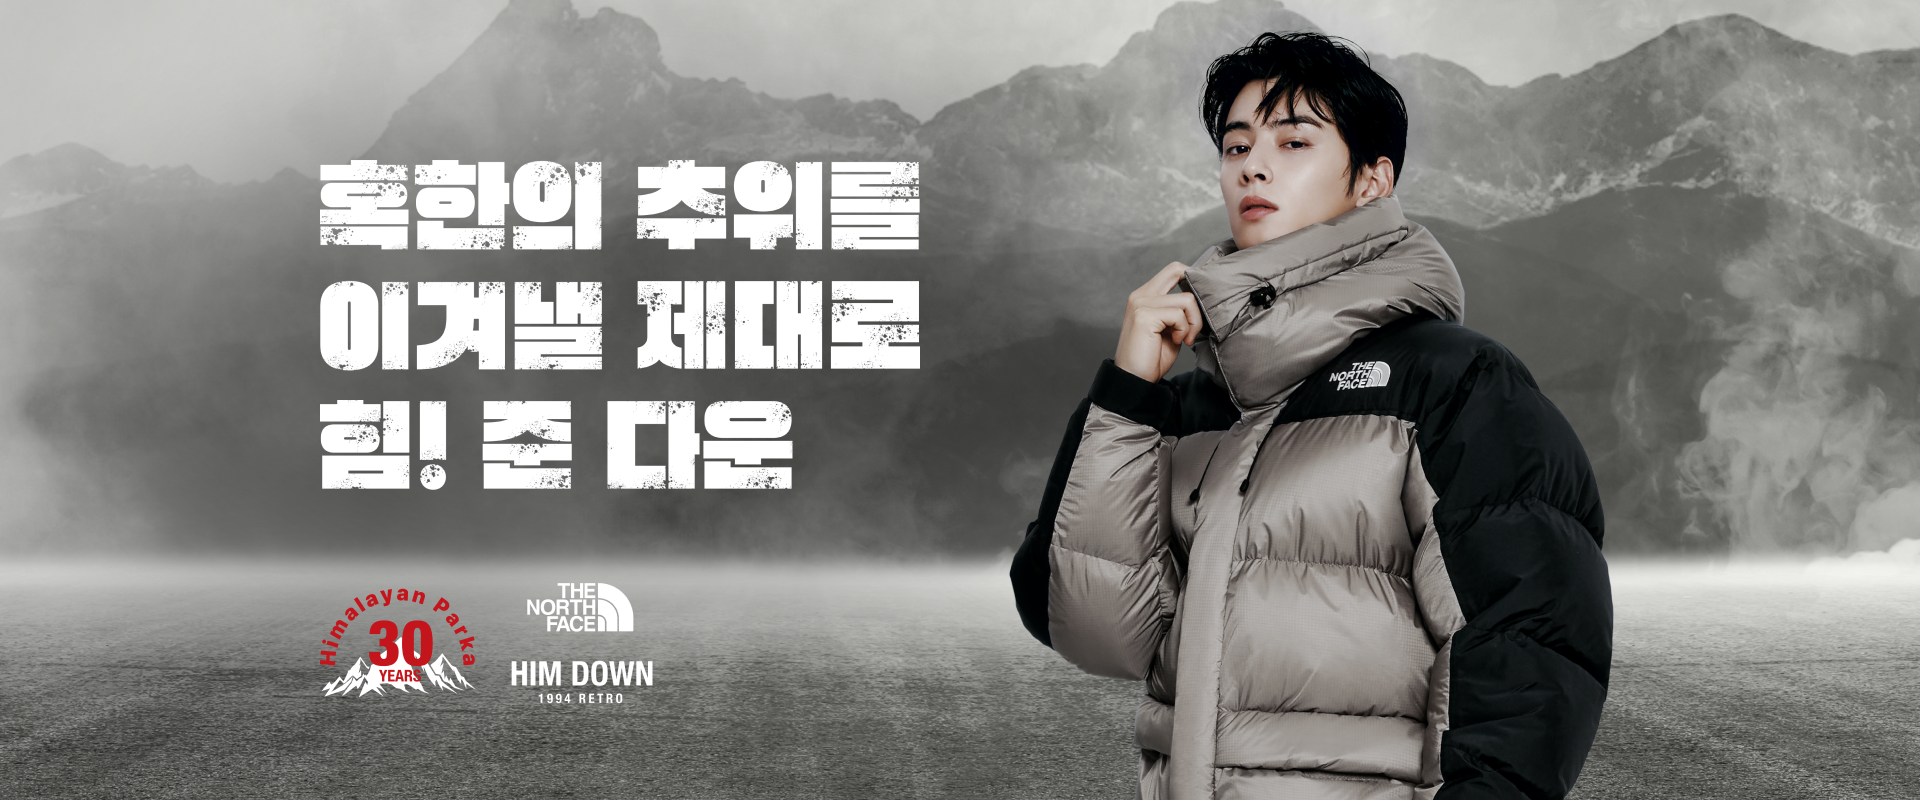 혹한의 추위를
이겨낼 제대로
힘! 준 다운
Himalayan Parka
30
YEARS
THE
NORTH
FACE
HIM DOWN
1994 RETRO
THE
NORTH
FACE